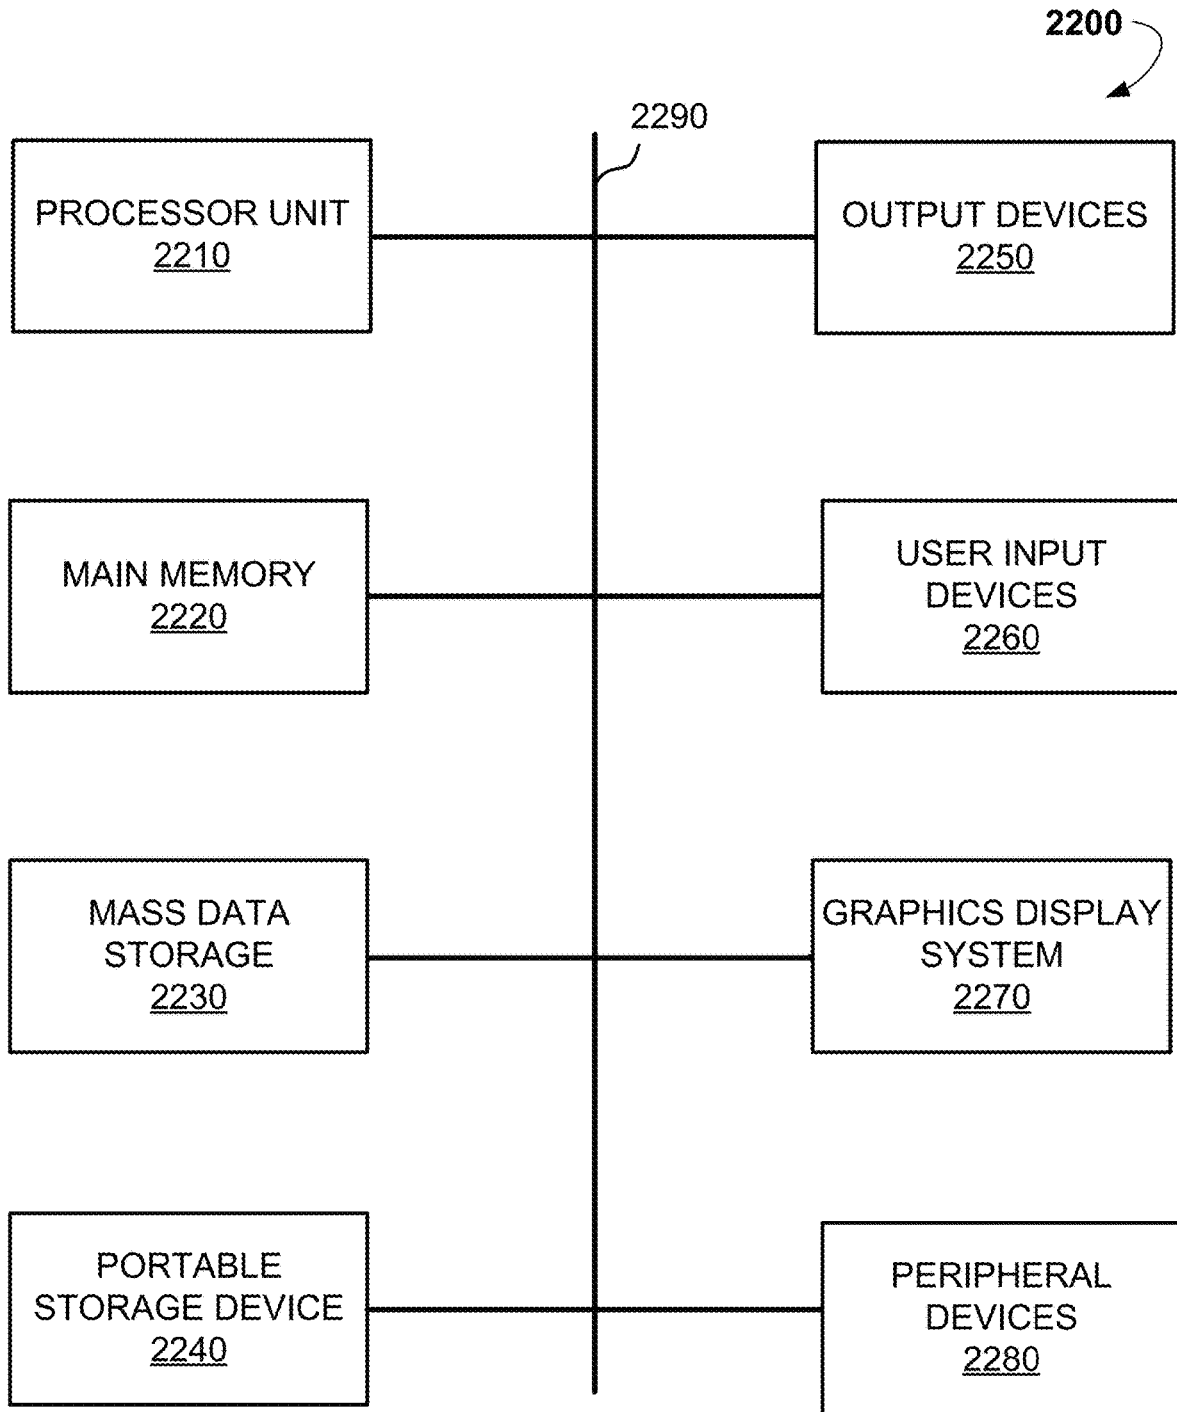 2200
2290
PROCESSOR UNIT
2210
OUTPUT DEVICES
2250
MAIN MEMORY
2220
USER INPUT
DEVICES
2260
MASS DATA
STORAGE
2230
GRAPHICS DISPLAY
SYSTEM
2270
PORTABLE
STORAGE DEVICE
2240
PERIPHERAL
DEVICES
2280